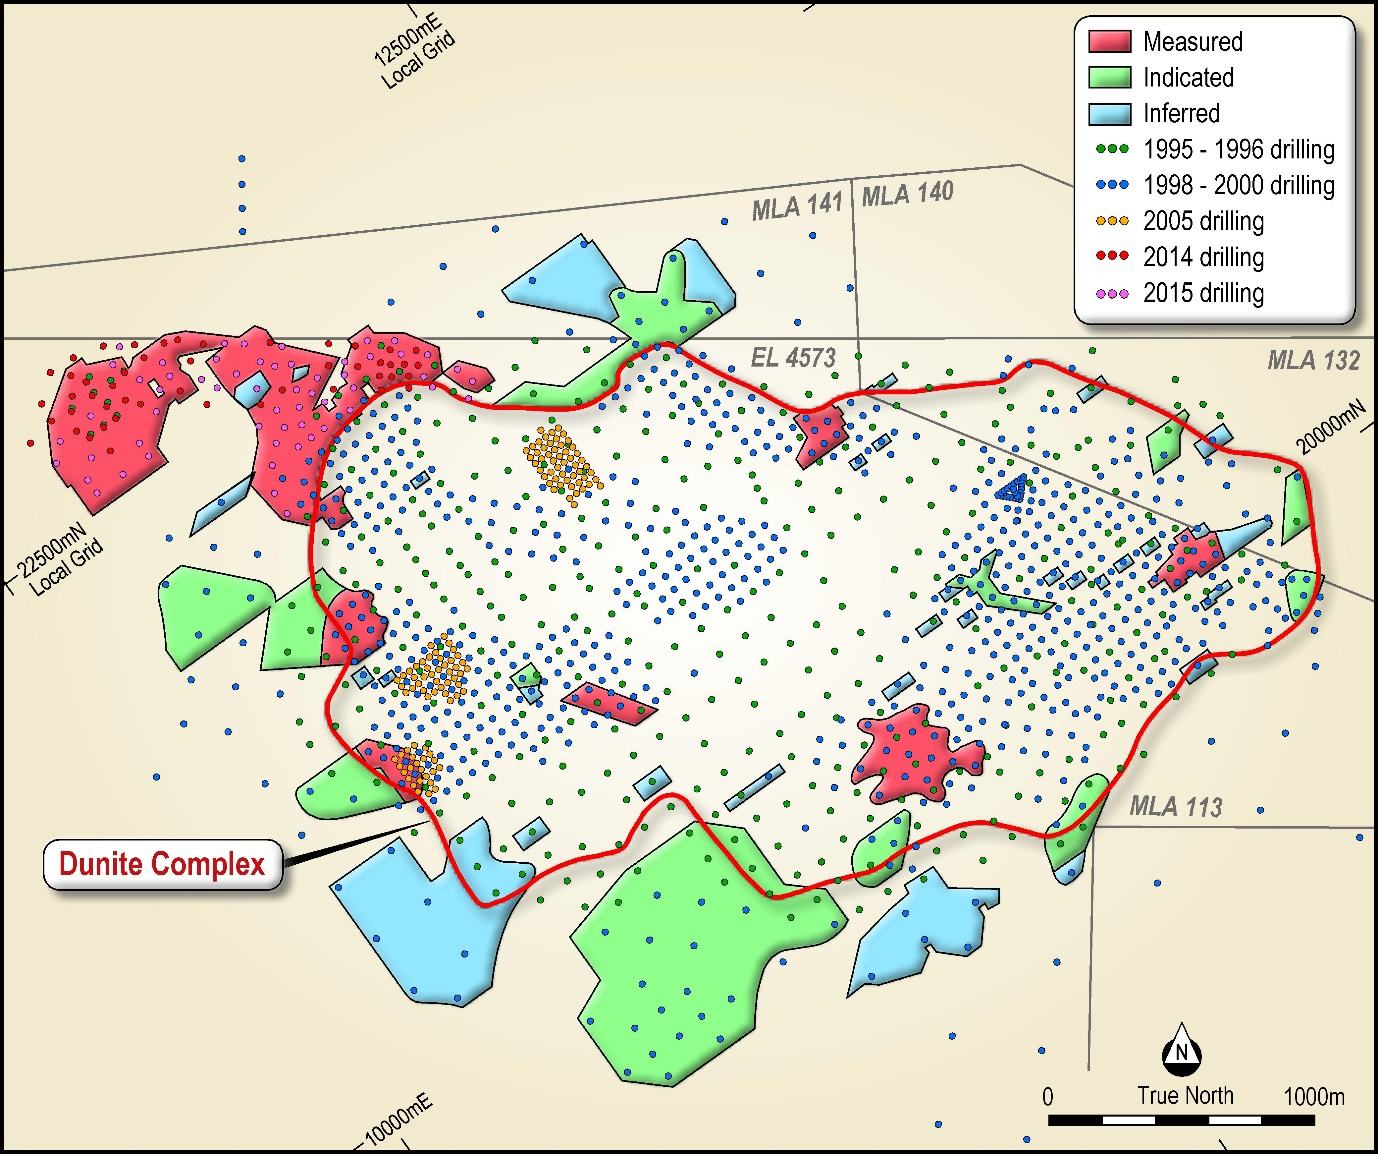 12500mE
Local Grid
Measured
Indicated
Inferred
1995 - 1996 drilling
1998 - 2000 drilling
2005 drilling
2014 drilling
2015 drilling
MLA 141
MLA 140
EL 4573
MLA 132
20000mN
22500mN
Local Grid
MLA 113
Dunite Complex
N
True North
0
1000m
10000mE